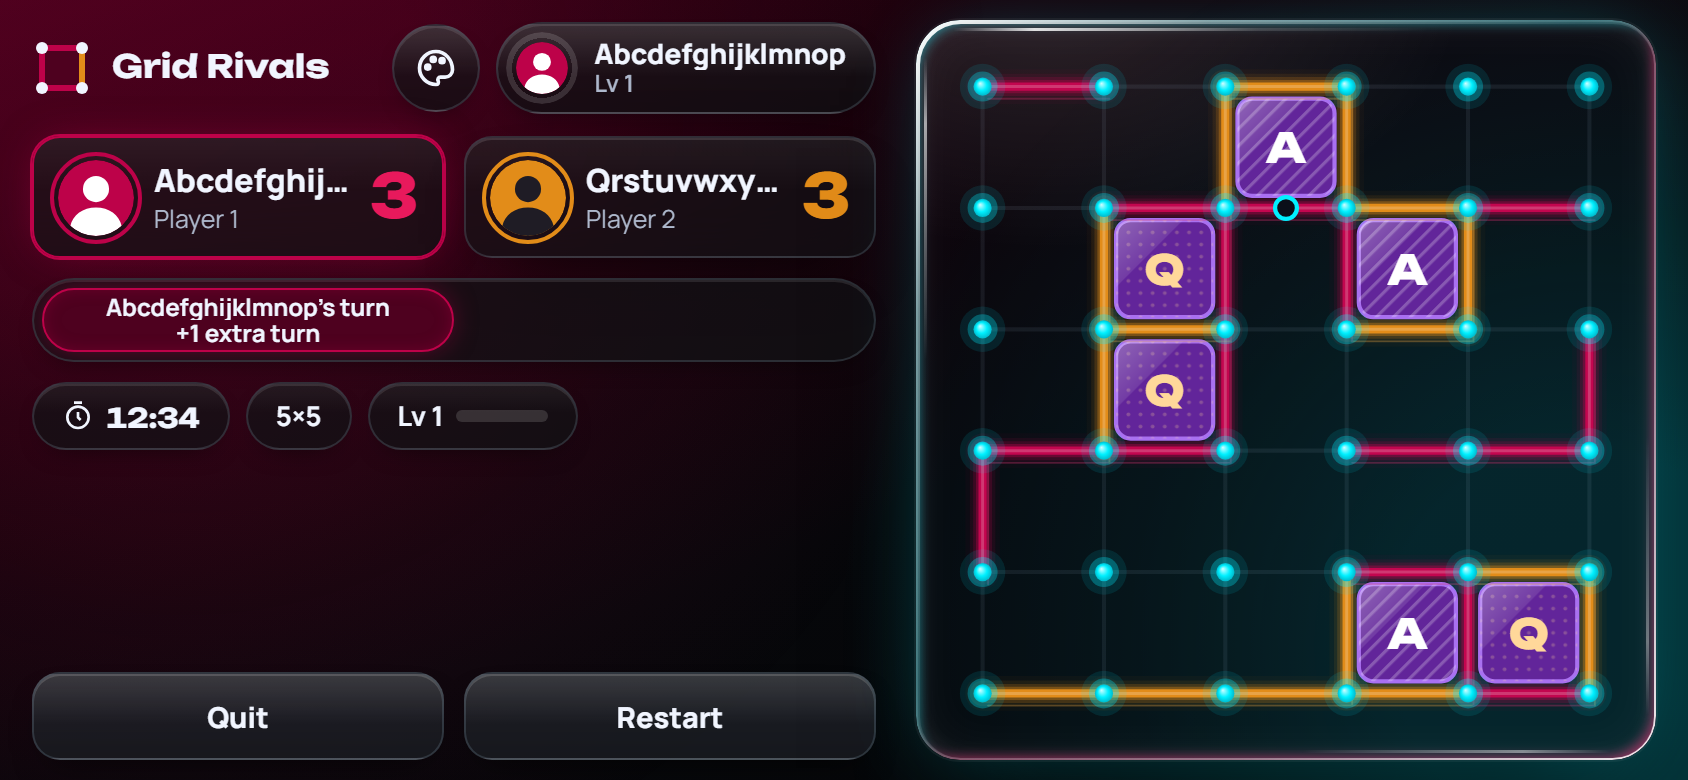 Grid Rivals
Abcdefghijklmnop
Lv 1
Abcdefghij...
Player 1
3
Qrstuvwxy...
Player 2
3
Abcdefghijklmnop's turn
+1 extra turn
12:34
5×5
Lv 1
Quit
Restart
A
Q
A
Q
A
Q